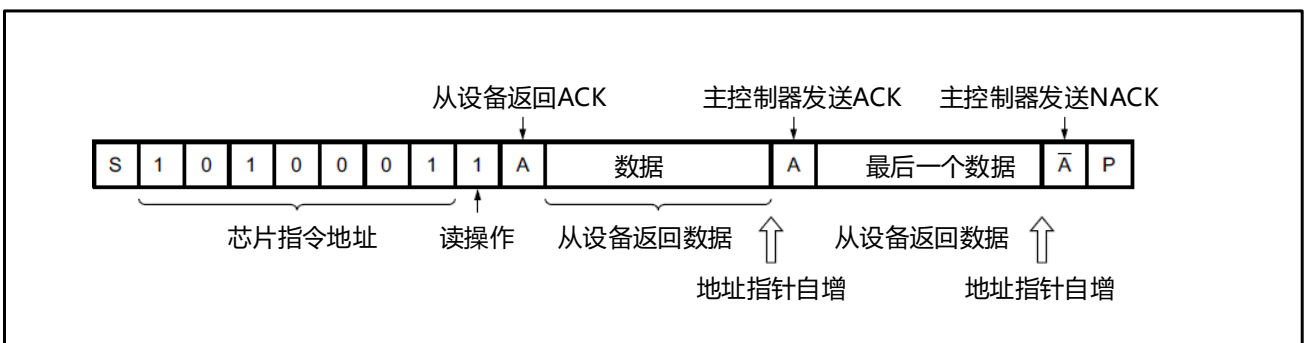 从设备返回ACK 主控制器发送ACK 主控制器发送NACK
S 1 0 1 0 0 0 1 1 A 数据 A 最后一个数据 A̅ P
芯片指令地址 读操作 从设备返回数据 从设备返回数据
地址指针自增 地址指针自增